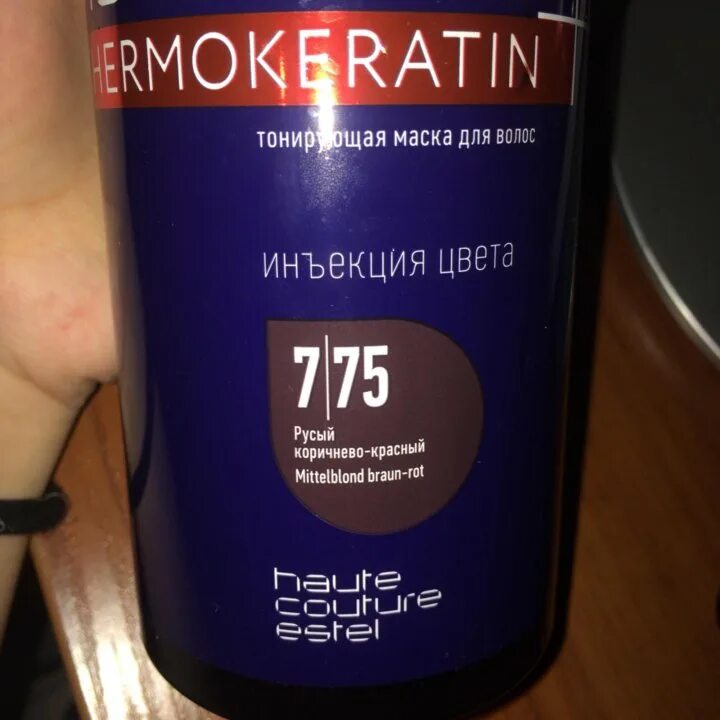 HERMOKERATIN
тонирующая маска для волос
инъекция цвета
7|75
Русый
коричнево-красный
Mittelblond braun-rot
haute
couture
estel